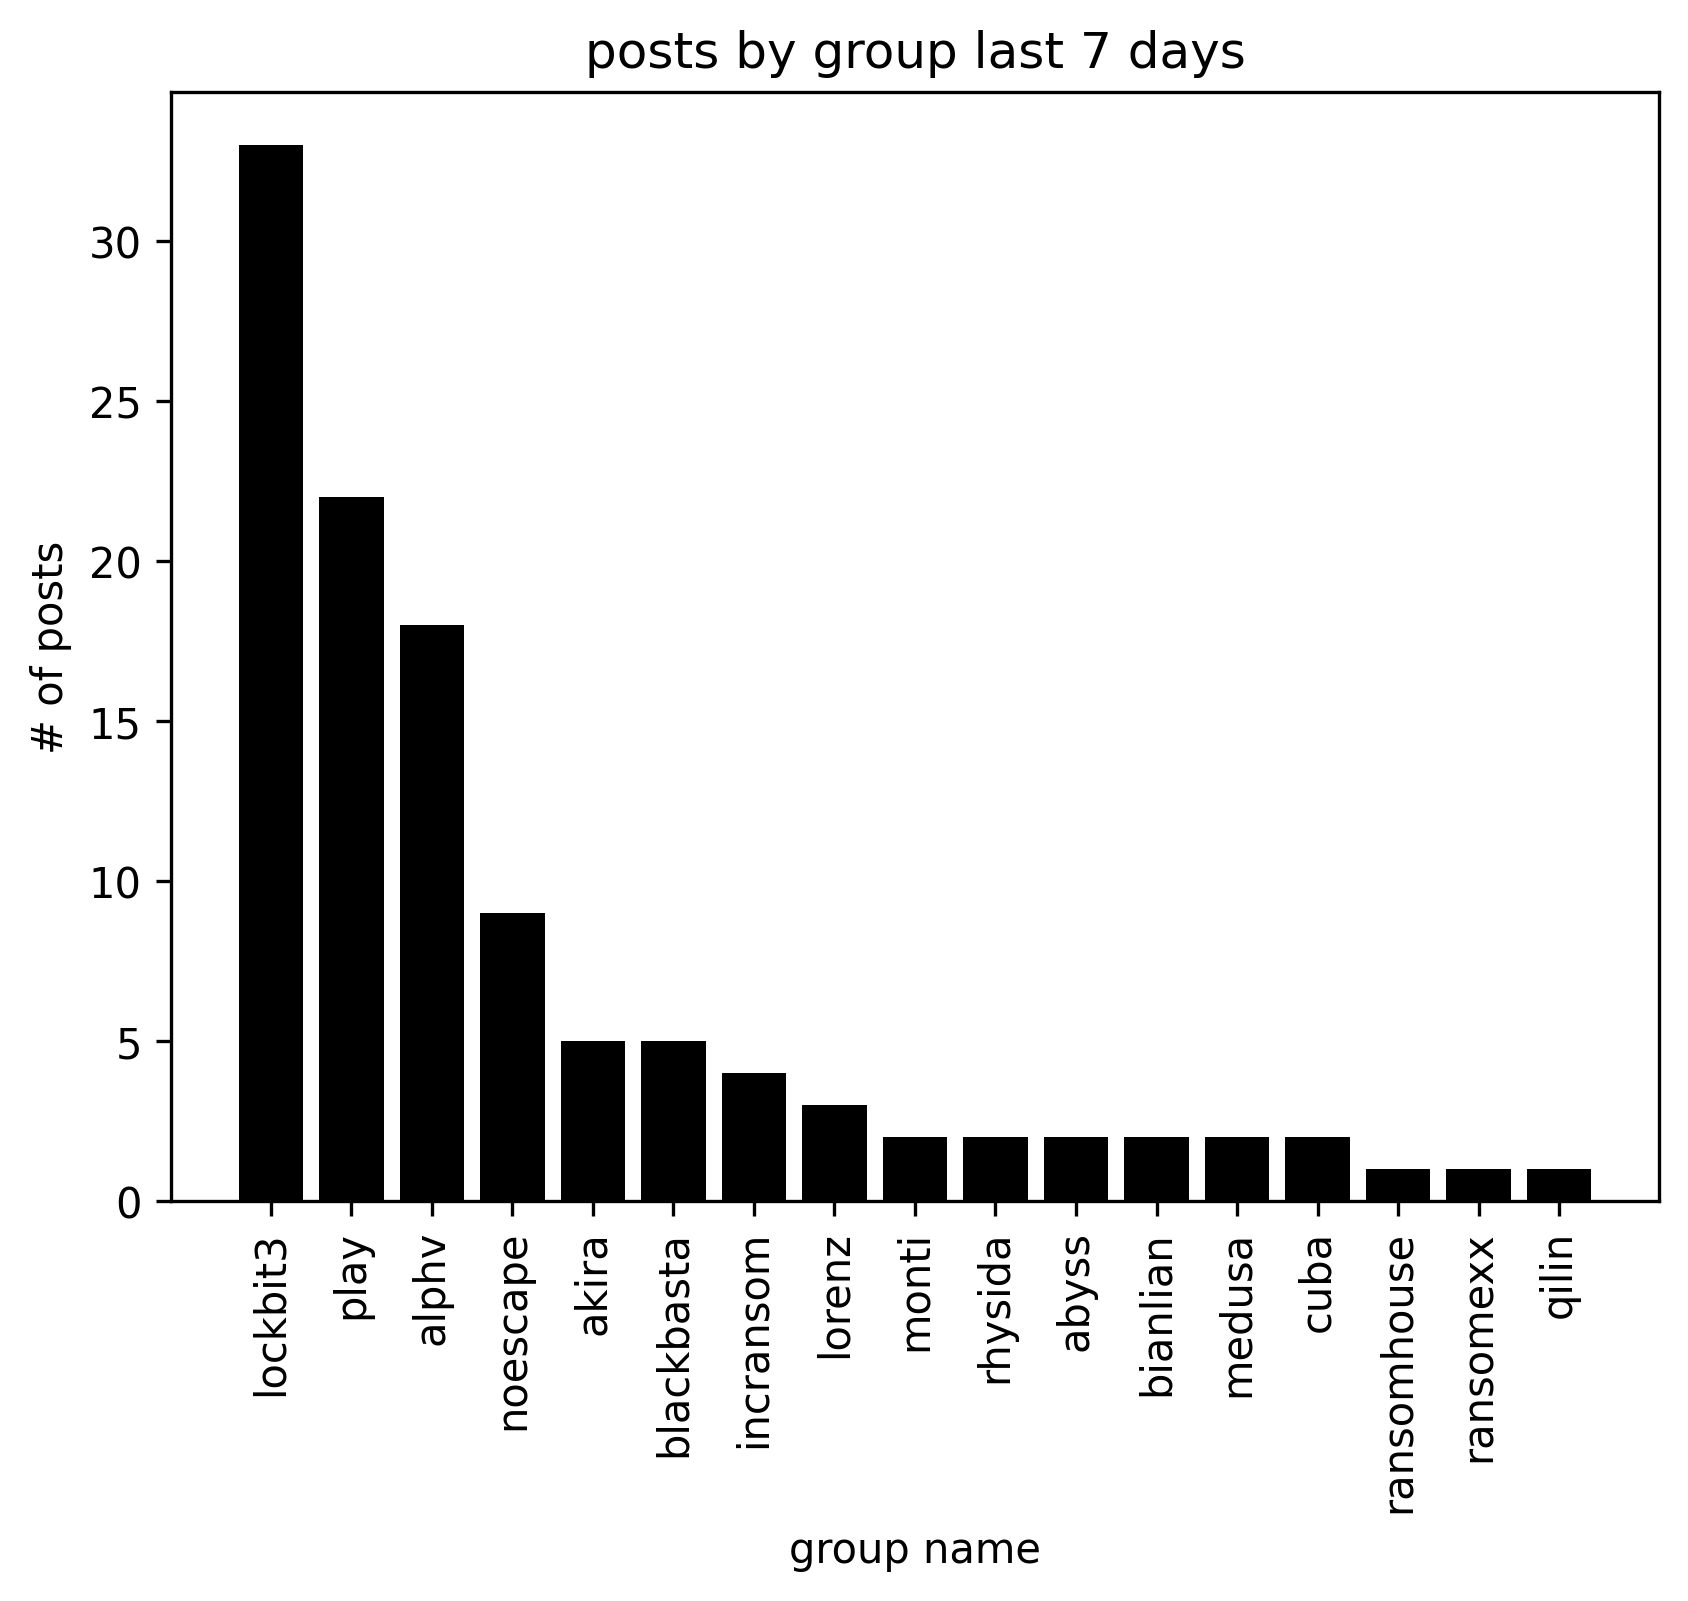 posts by group last 7 days
# of posts
30
25
20
15
10
5
0
lockbit3
play
alphv
noescape
akira
blackbasta
incransom
lorenz
monti
rhysida
abyss
bianlian
medusa
cuba
ransomhouse
ransomexx
qilin
group name